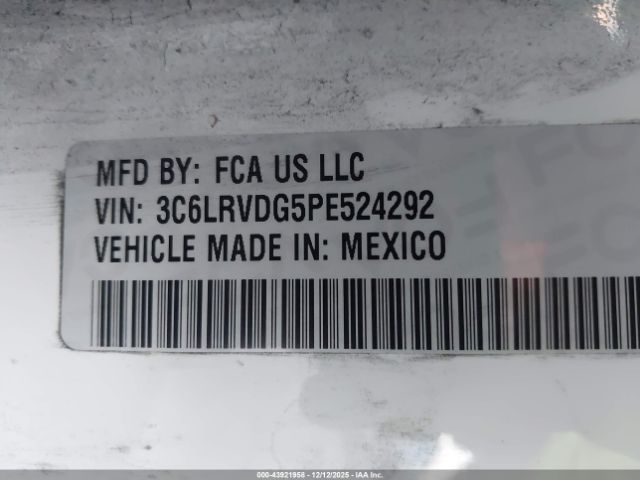 MFD BY: FCA US LLC
VIN: 3C6LRVDG5PE524292
VEHICLE MADE IN: MEXICO
000-43921958 - 12/12/2025 - ©IAA Inc.